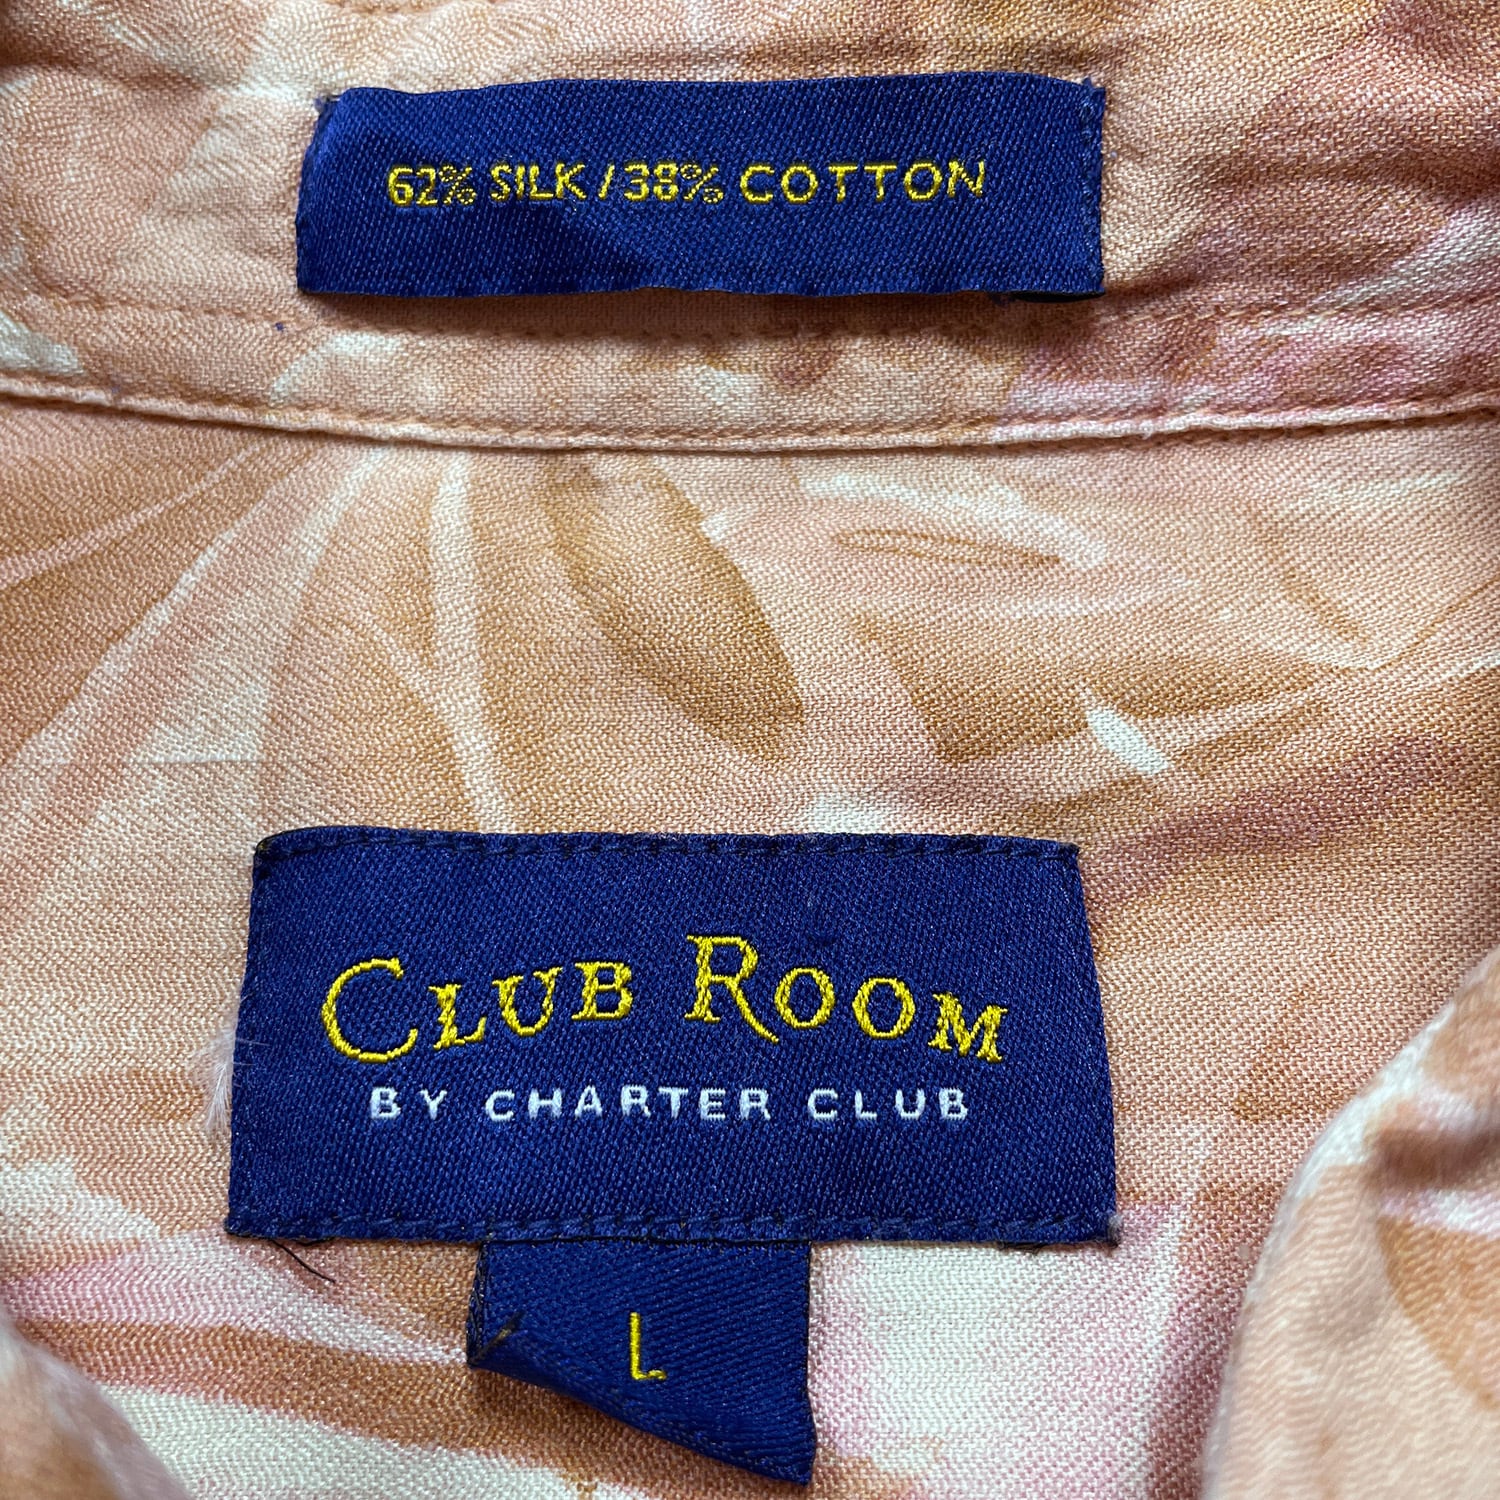 62% SILK / 38% COTTON
CLUB ROOM
BY CHARTER CLUB
L